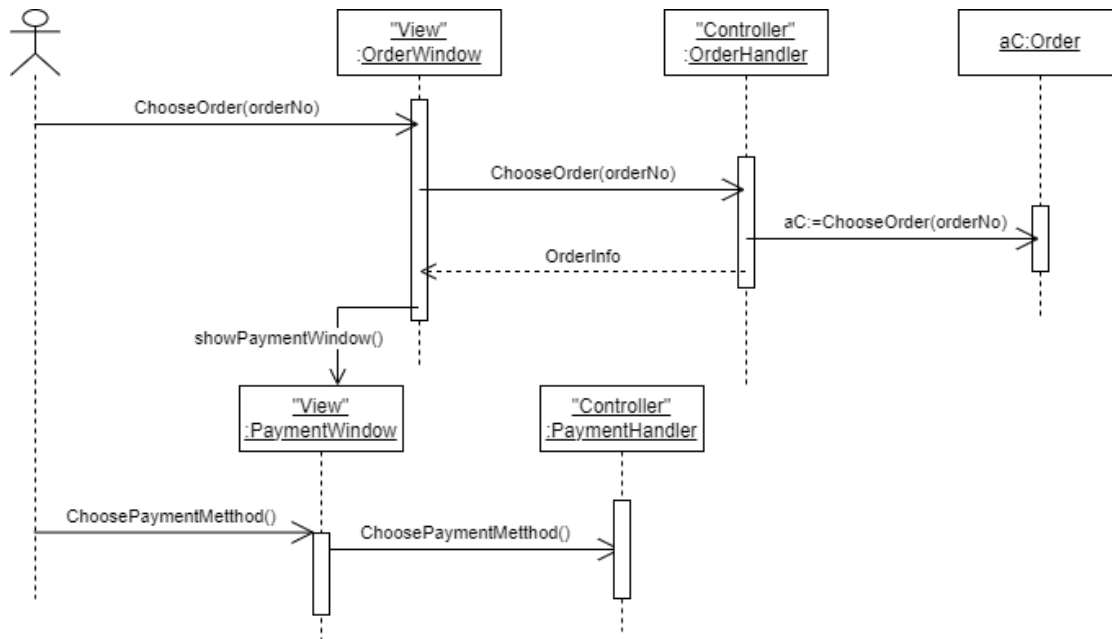 "View"
:OrderWindow
"Controller"
:OrderHandler
aC:Order
ChooseOrder(orderNo)
ChooseOrder(orderNo)
aC:=ChooseOrder(orderNo)
OrderInfo
showPaymentWindow()
"View"
:PaymentWindow
"Controller"
:PaymentHandler
ChoosePaymentMetthod()
ChoosePaymentMetthod()